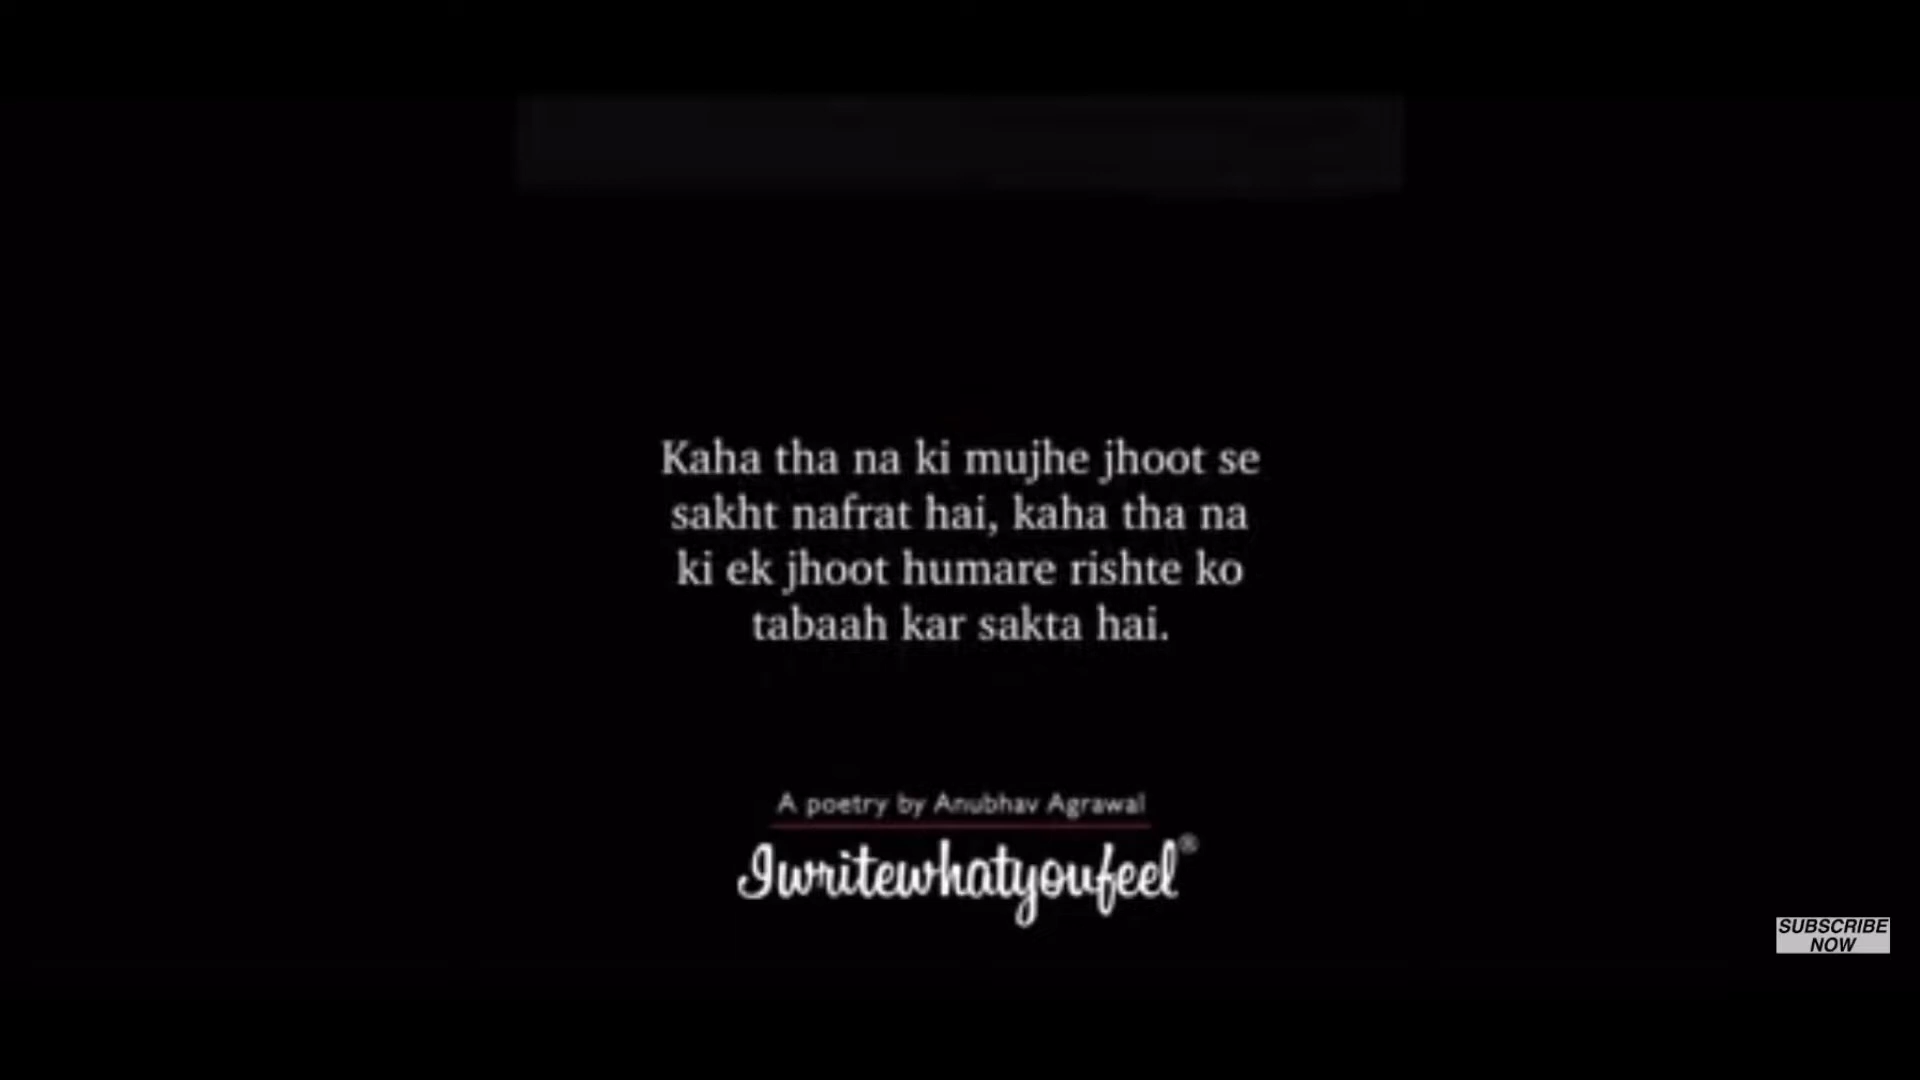 Kaha tha na ki mujhe jhoot se
sakht nafrat hai, kaha tha na
ki ek jhoot humare rishte ko
tabaah kar sakta hai.
A poetry by Anubhav Agrawal
Iwritewhatyoufeel®
SUBSCRIBE
NOW